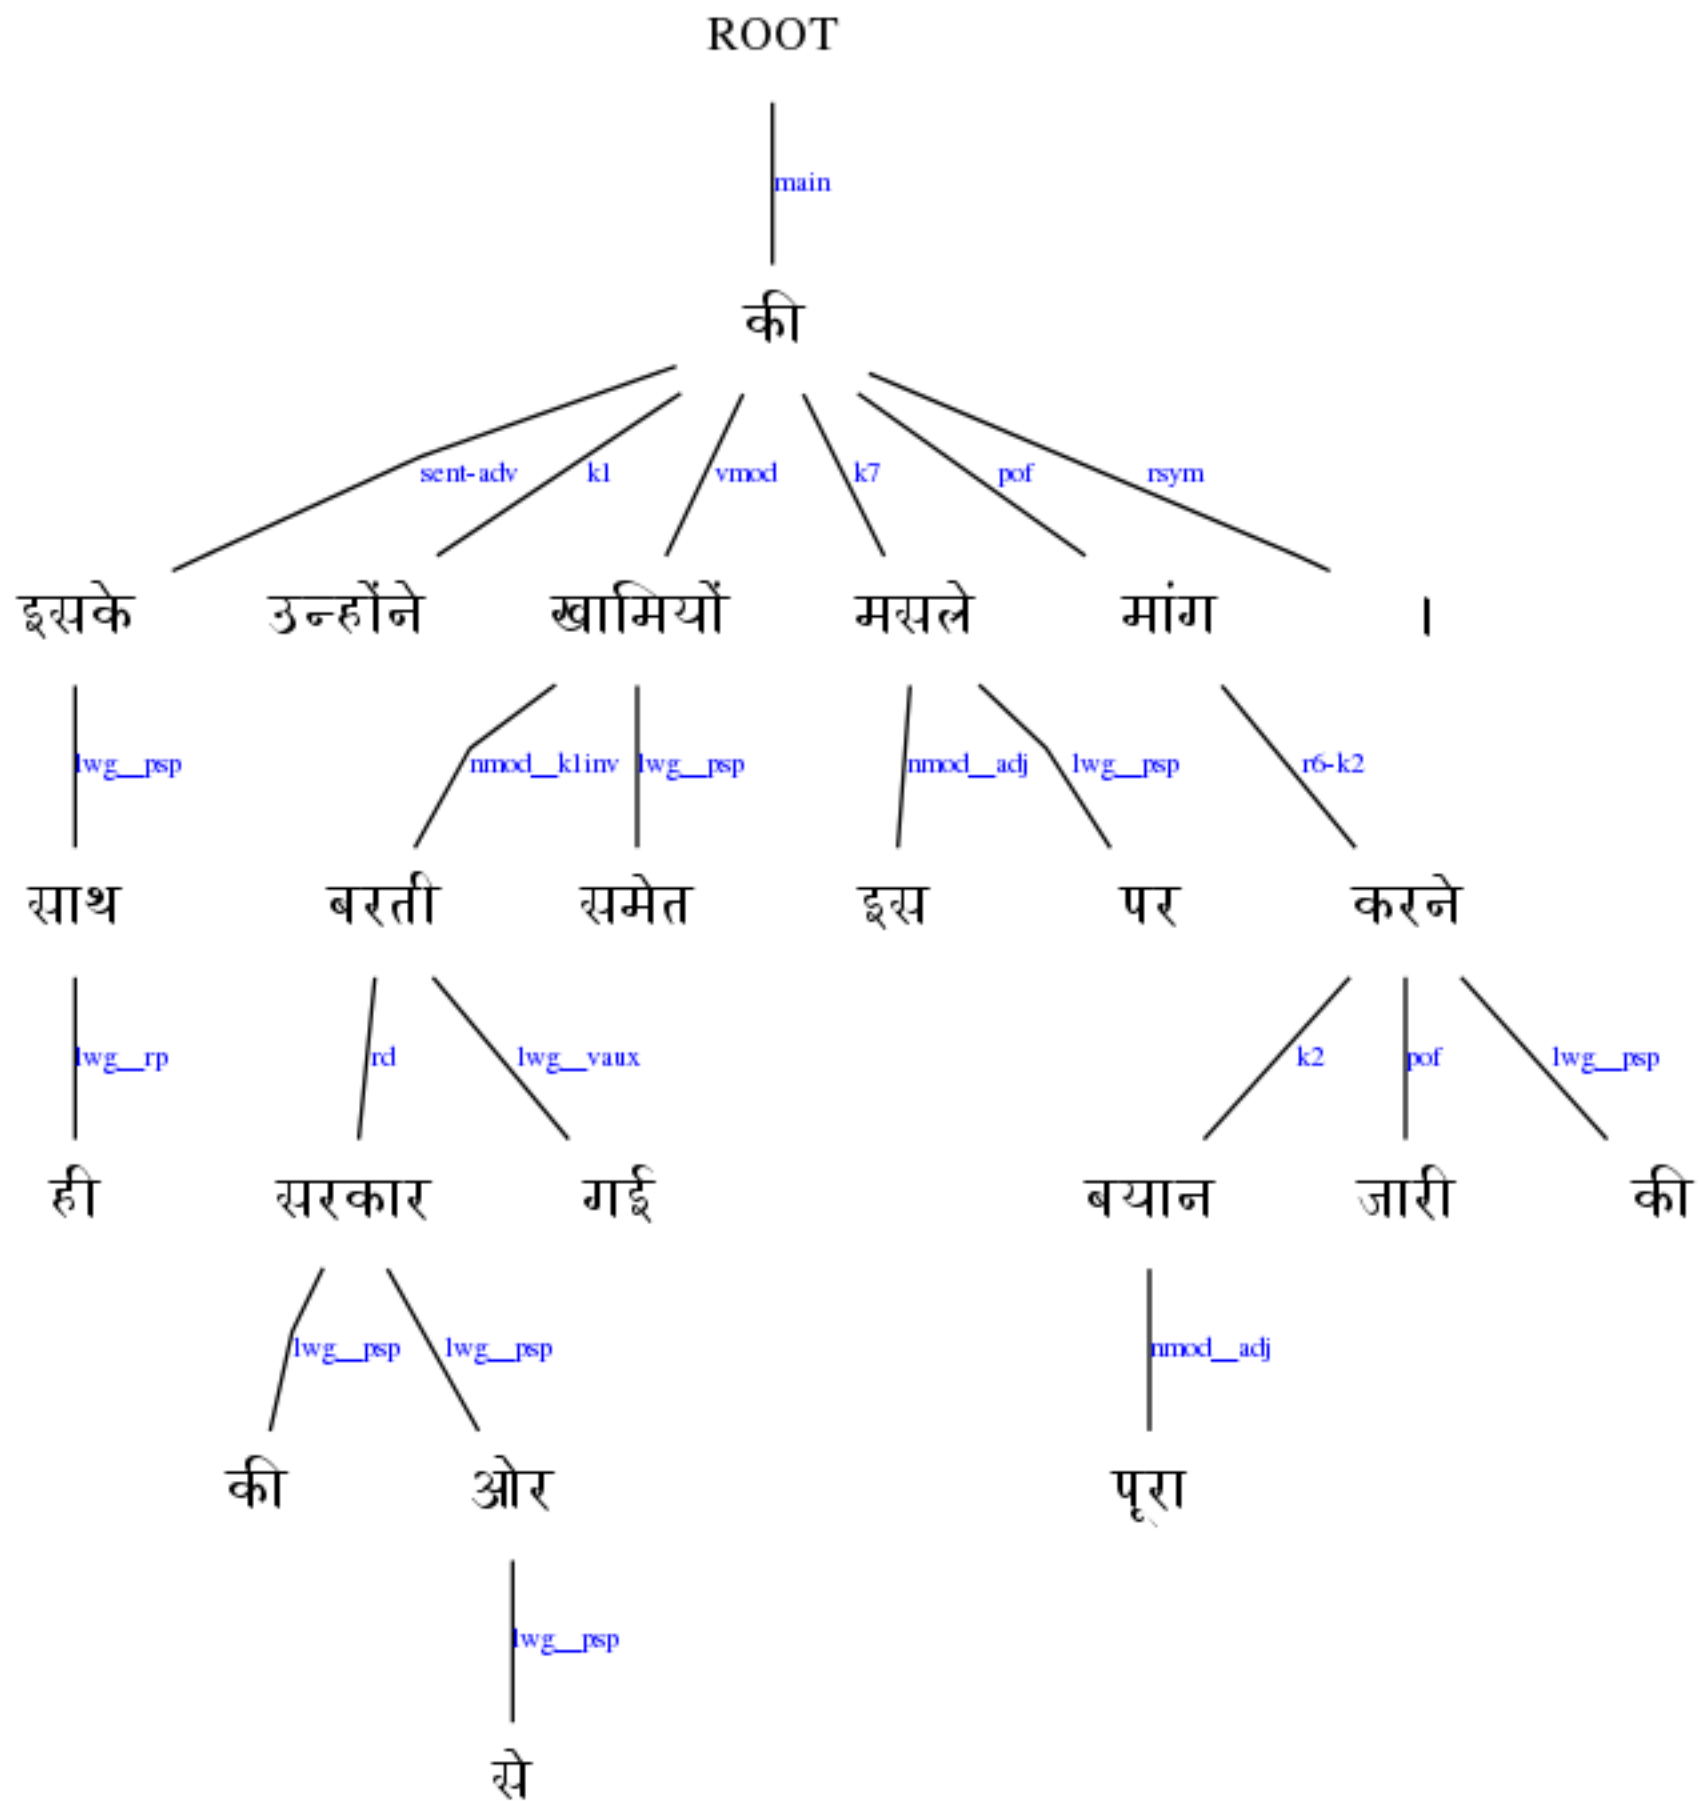 ROOT
main
की
sent-adv k1 vmod k7 pof rsym
इसके उन्होंने खामियों मसले मांग ।
lwg__psp nmod__k1inv lwg__psp nmod__adj lwg__psp r6-k2
साथ बरती समेत इस पर करने
lwg__rp rd lwg__vaux k2 pof lwg__psp
ही सरकार गई बयान जारी की
lwg__psp lwg__psp nmod__adj
की ओर पूरा
lwg__psp
से